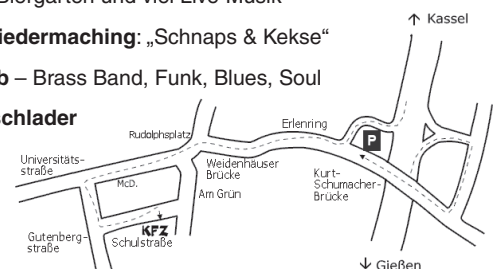 Biergarten und viel Live-Musik
iedermaching: „Schnaps & Kekse“
b – Brass Band, Funk, Blues, Soul
schlader
↑ Kassel
Erlenring
Rudolphsplatz
P
Universitäts-
straße
Weidenhäuser
Brücke
McD.
Am Grün
Kurt-
Schumacher-
Brücke
KFZ
Gutenberg-
straße
Schulstraße
↓ Gießen